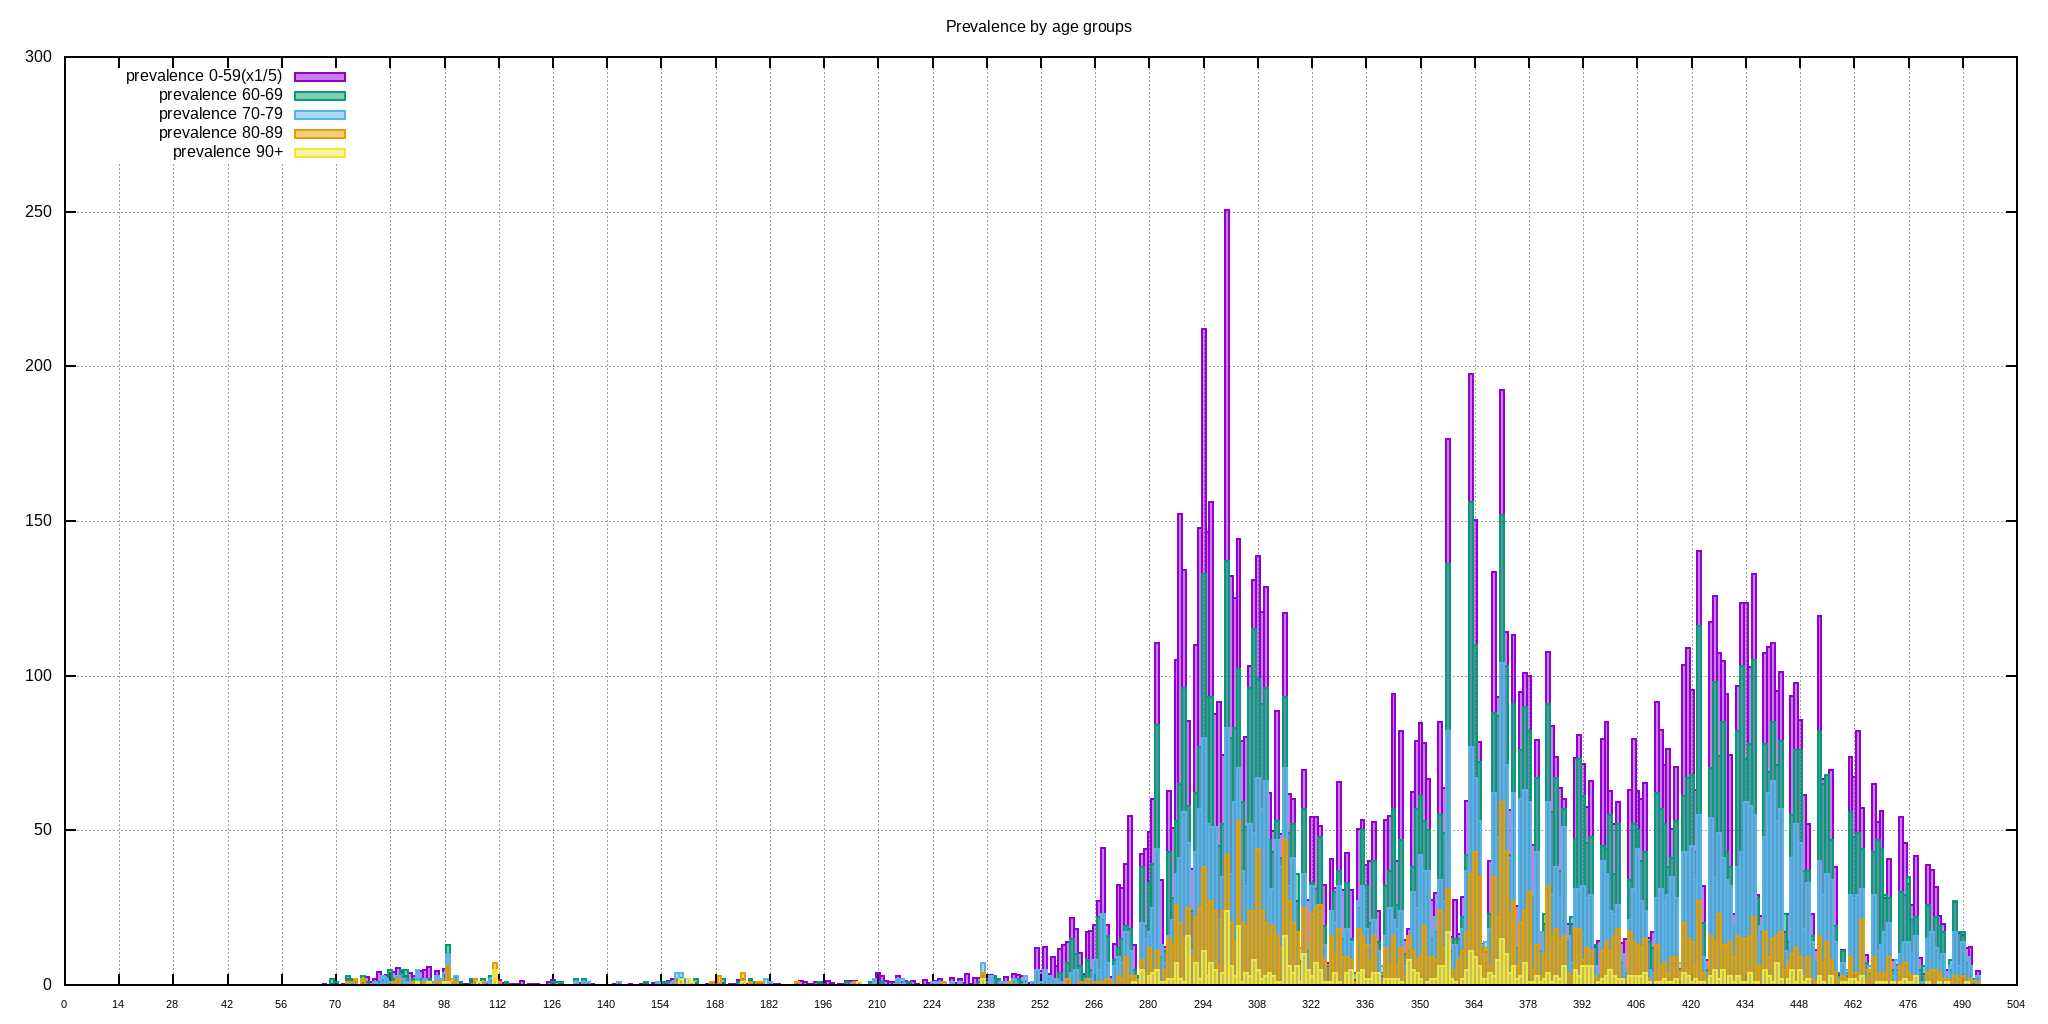 Prevalence by age groups
300
250
200
150
100
50
0
prevalence 0-59(x1/5)
prevalence 60-69
prevalence 70-79
prevalence 80-89
prevalence 90+
0 14 28 42 56 70 84 98 112 126 140 154 168 182 196 210 224 238 252 266 280 294 308 322 336 350 364 378 392 406 420 434 448 462 476 490 504